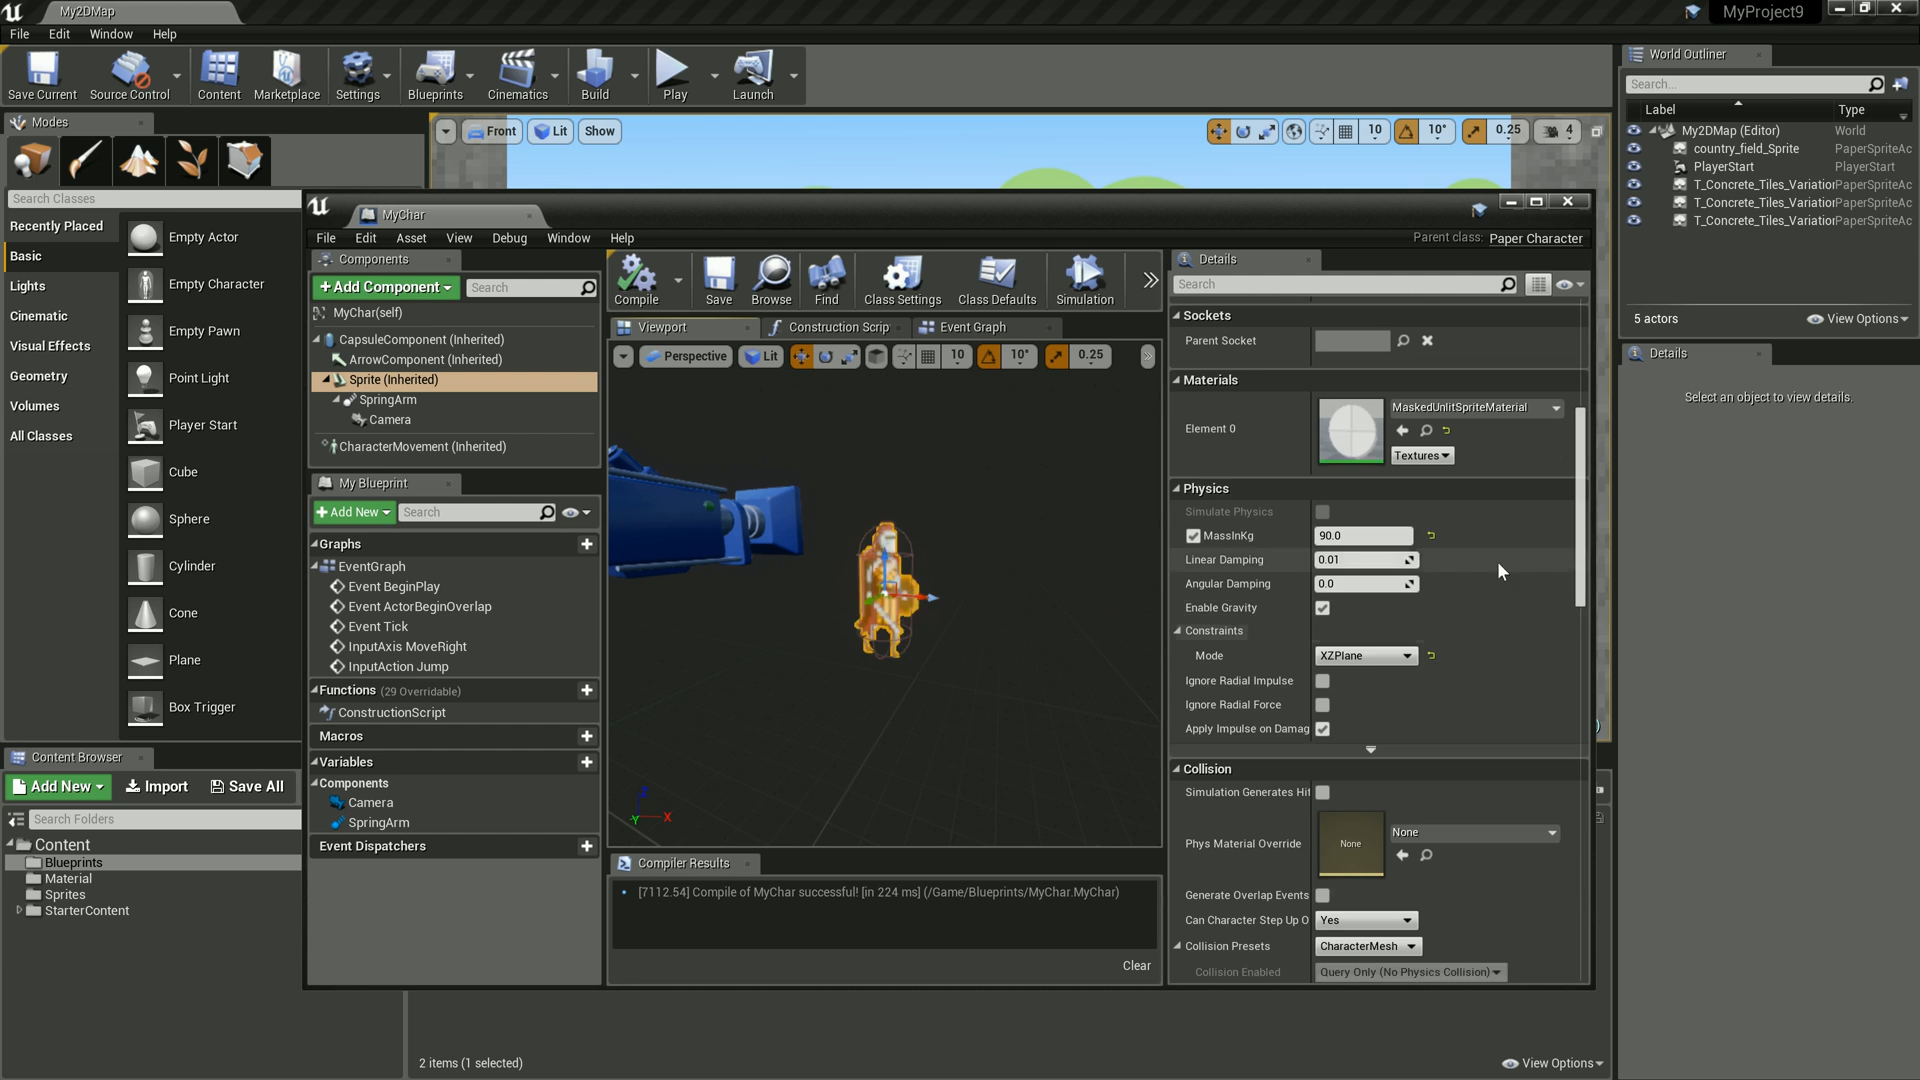 My2DMap
MyProject9
File Edit Window Help
Save Current Source Control Content Marketplace Settings Blueprints Cinematics Build Play Launch
World Outliner
Search...
Label Type
My2DMap (Editor) World
country_field_Sprite PaperSpriteAc
PlayerStart PlayerStart
T_Concrete_Tiles_Variation PaperSpriteAc
T_Concrete_Tiles_Variation PaperSpriteAc
T_Concrete_Tiles_Variation PaperSpriteAc
5 actors View Options
Details
Select an object to view details.
Modes
Search Classes
Recently Placed
Basic
Lights
Cinematic
Visual Effects
Geometry
Volumes
All Classes
Empty Actor
Empty Character
Empty Pawn
Point Light
Player Start
Cube
Sphere
Cylinder
Cone
Plane
Box Trigger
Front Lit Show 10 10° 0.25 4
MyChar
File Edit Asset View Debug Window Help
Parent class: Paper Character
Components
+Add Component Search
MyChar(self)
CapsuleComponent (Inherited)
ArrowComponent (Inherited)
Sprite (Inherited)
SpringArm
Camera
CharacterMovement (Inherited)
My Blueprint
+Add New Search
Graphs
EventGraph
Event BeginPlay
Event ActorBeginOverlap
Event Tick
InputAxis MoveRight
InputAction Jump
Functions (29 Overridable)
ConstructionScript
Macros
Variables
Components
Camera
SpringArm
Event Dispatchers
Compile Save Browse Find Class Settings Class Defaults Simulation
Viewport Construction Scrip Event Graph
Perspective Lit 10 10° 0.25
Z
Y X
Compiler Results
[7112.54] Compile of MyChar successful! [in 224 ms] (/Game/Blueprints/MyChar.MyChar)
Clear
Details
Search
Sockets
Parent Socket
Materials
Element 0 MaskedUnlitSpriteMaterial
Textures
Physics
Simulate Physics
MassInKg 90.0
Linear Damping 0.01
Angular Damping 0.0
Enable Gravity
Constraints
Mode XZPlane
Ignore Radial Impulse
Ignore Radial Force
Apply Impulse on Damag
Collision
Simulation Generates Hit
Phys Material Override None None
Generate Overlap Events
Can Character Step Up O Yes
Collision Presets CharacterMesh
Collision Enabled Query Only (No Physics Collision)
Content Browser
Add New Import Save All
Search Folders
Content
Blueprints
Material
Sprites
StarterContent
2 items (1 selected) View Options